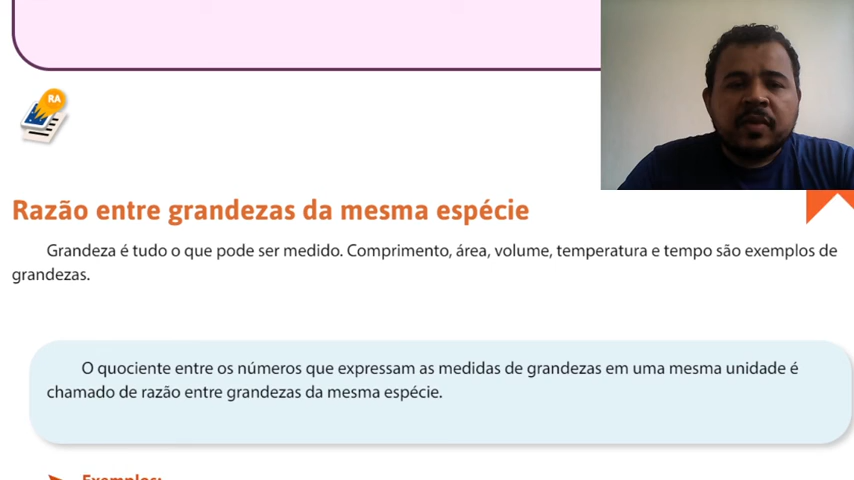 RA
Razão entre grandezas da mesma espécie
Grandeza é tudo o que pode ser medido. Comprimento, área, volume, temperatura e tempo são exemplos de
grandezas.
O quociente entre os números que expressam as medidas de grandezas em uma mesma unidade é
chamado de razão entre grandezas da mesma espécie.
Exemplos: